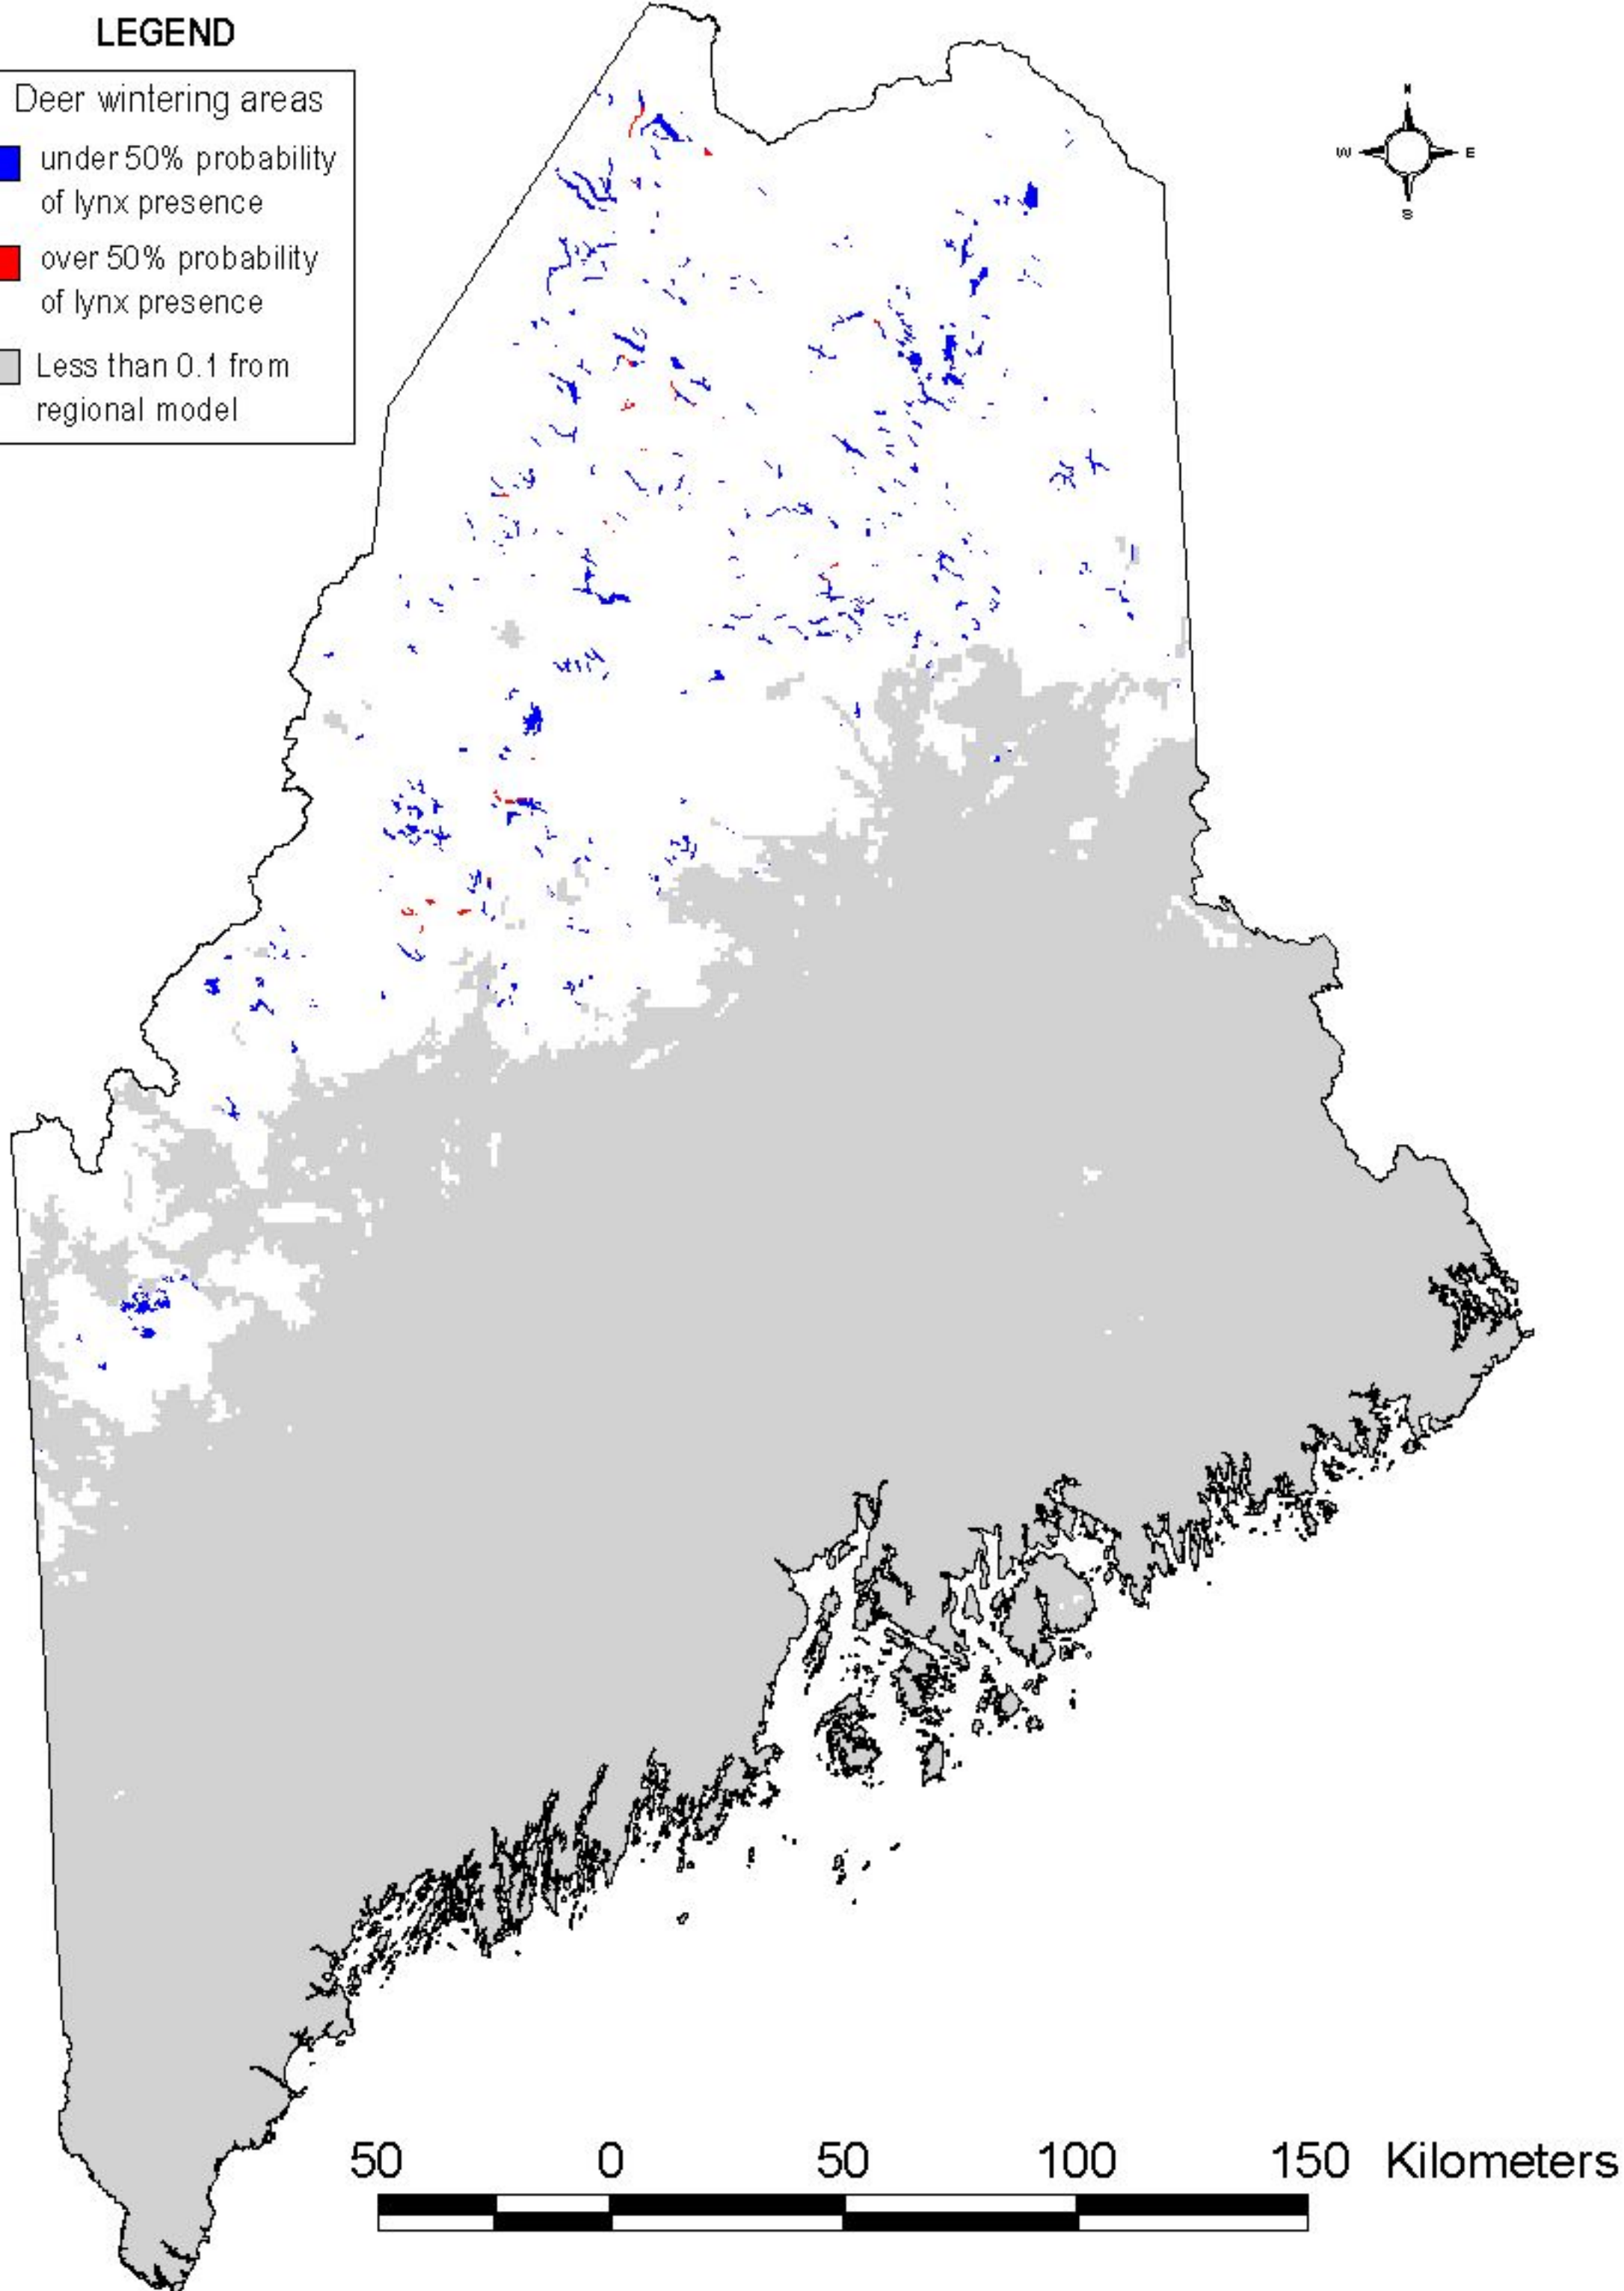 LEGEND
Deer wintering areas
under 50% probability
of lynx presence
over 50% probability
of lynx presence
Less than 0.1 from
regional model
N
W E
S
50 0 50 100 150 Kilometers